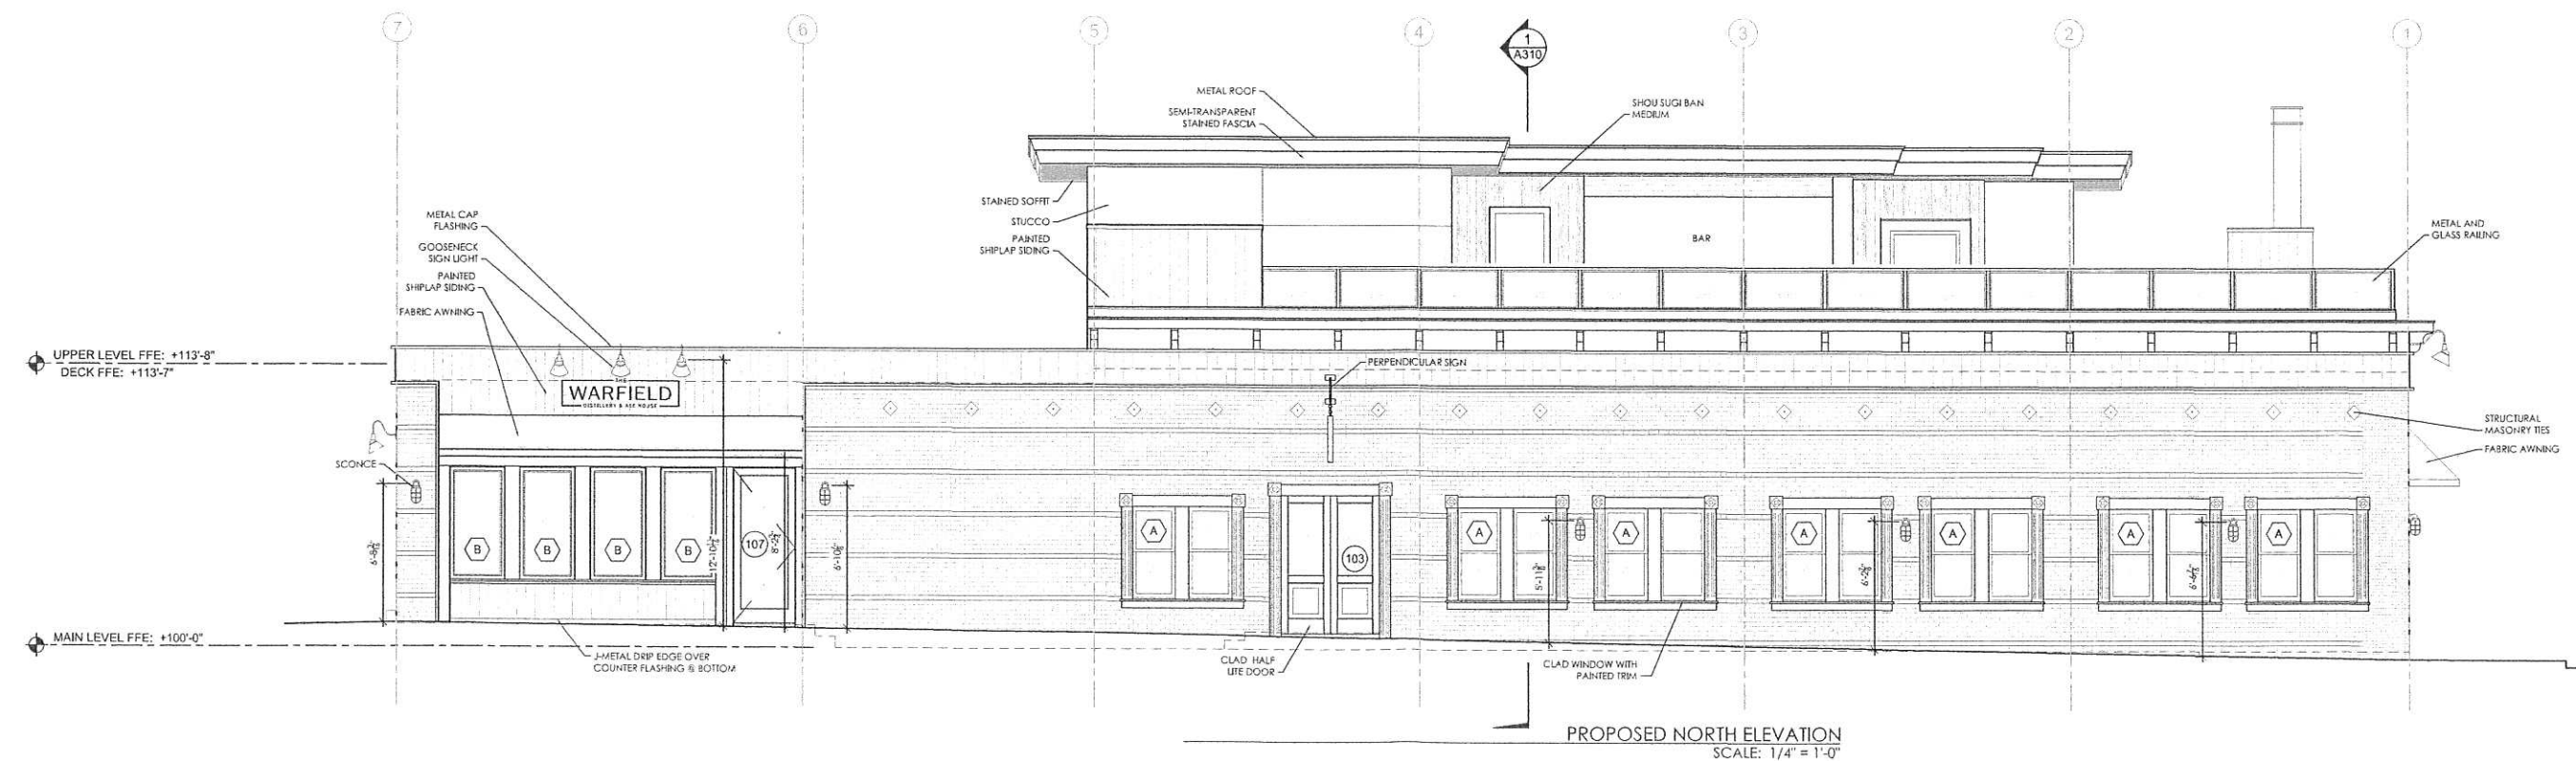 7
6
5
4
1
A310
3
2
1
METAL ROOF
SEMI-TRANSPARENT
STAINED FASCIA
SHOU SUGI BAN
MEDIUM
STAINED SOFFIT
STUCCO
PAINTED
SHIPLAP SIDING
BAR
METAL AND
GLASS RAILING
METAL CAP
FLASHING
GOOSENECK
SIGN LIGHT
PAINTED
SHIPLAP SIDING
FABRIC AWNING
UPPER LEVEL FFE: +113'-8"
DECK FFE: +113'-7"
PERPENDICULAR SIGN
THE
WARFIELD
DISTILLERY & ALE HOUSE
STRUCTURAL
MASONRY TIES
FABRIC AWNING
SCONCE
B
B
B
B
107
A
103
A
A
A
A
A
A
MAIN LEVEL FFE: +100'-0"
J-METAL DRIP EDGE OVER
COUNTER FLASHING @ BOTTOM
CLAD HALF
LITE DOOR
CLAD WINDOW WITH
PAINTED TRIM
PROPOSED NORTH ELEVATION
SCALE: 1/4" = 1'-0"